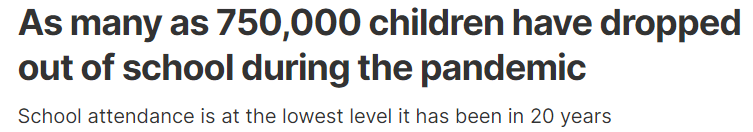 As many as 750,000 children have dropped
out of school during the pandemic
School attendance is at the lowest level it has been in 20 years